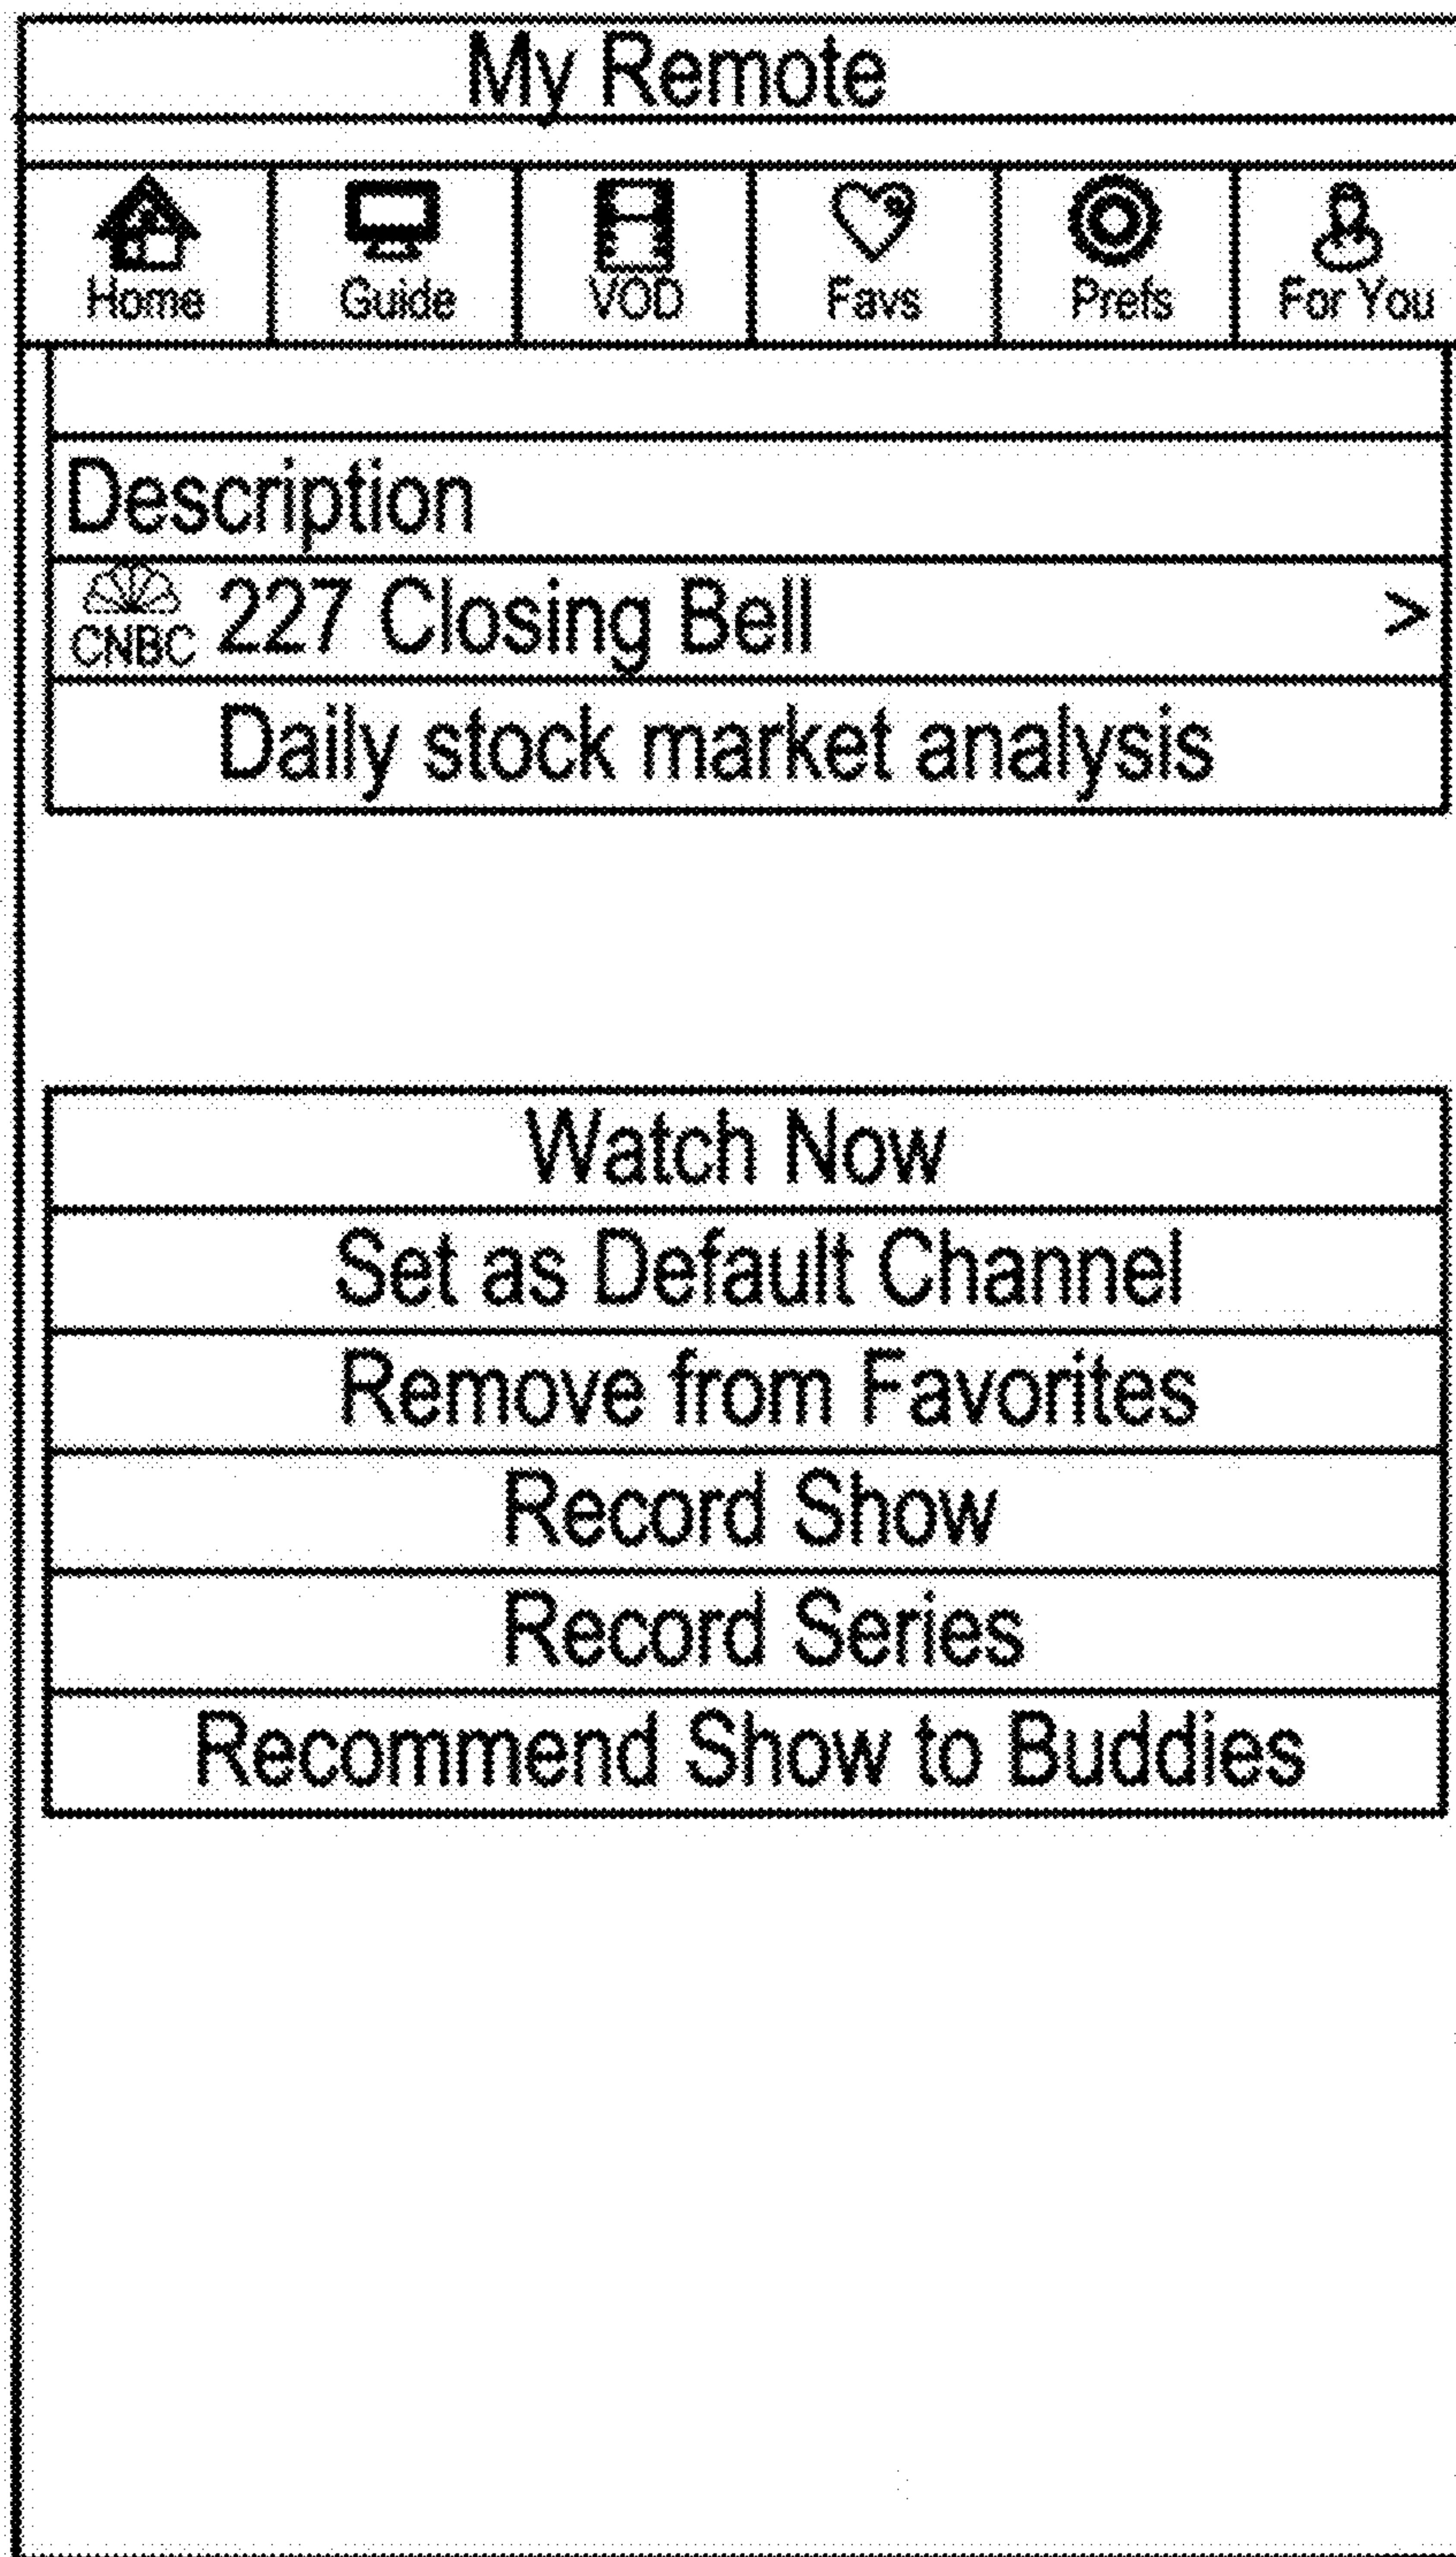 My Remote
Home Guide VOD Favs Prefs For You
Description
CNBC 227 Closing Bell >
Daily stock market analysis
Watch Now
Set as Default Channel
Remove from Favorites
Record Show
Record Series
Recommend Show to Buddies